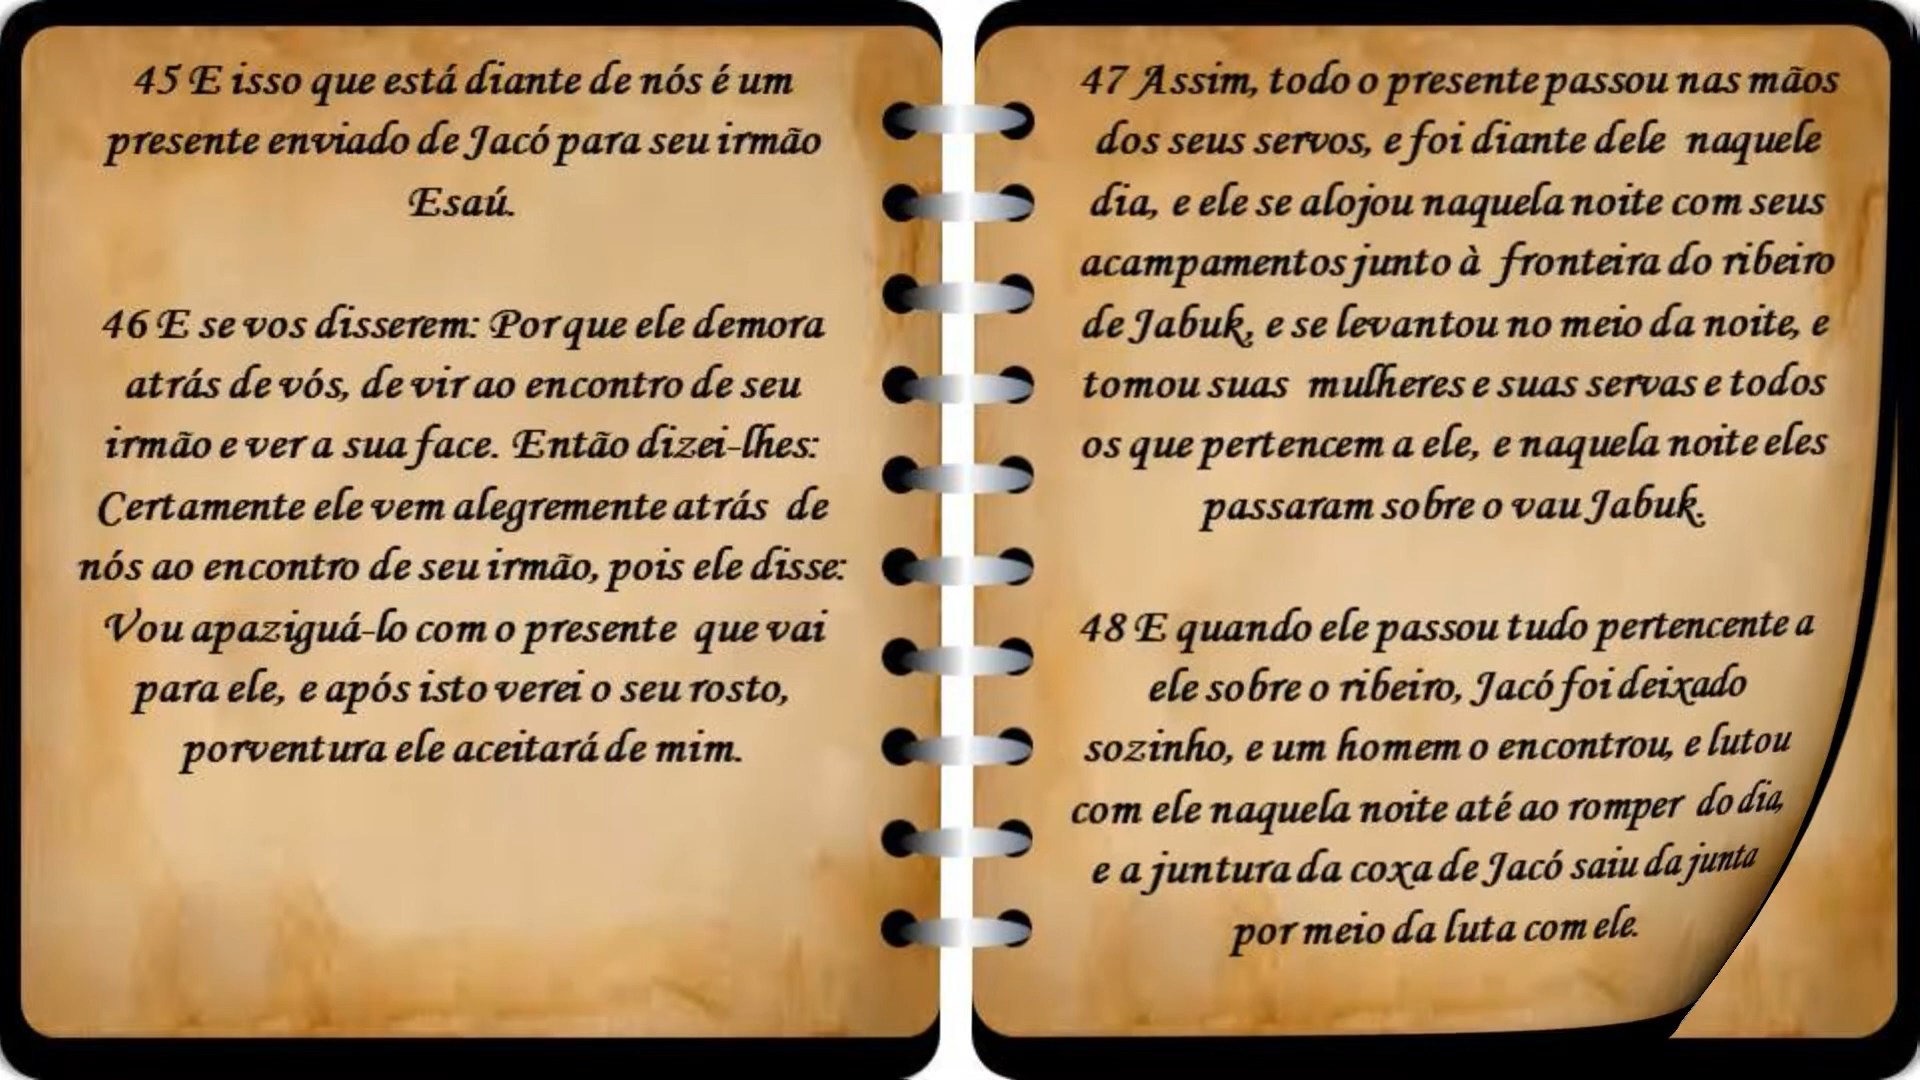 45 E isso que está diante de nós é um
presente enviado de Jacó para seu irmão
Esaú.
46 E se vos disserem: Por que ele demora
atrás de vós, de vir ao encontro de seu
irmão e ver a sua face. Então dizei-lhes:
Certamente ele vem alegremente atrás de
nós ao encontro de seu irmão, pois ele disse:
Vou apaziguá-lo com o presente que vai
para ele, e após isto verei o seu rosto,
porventura ele aceitará de mim.
47 Assim, todo o presente passou nas mãos
dos seus servos, e foi diante dele naquele
dia, e ele se alojou naquela noite com seus
acampamentos junto à fronteira do ribeiro
de Jabuk, e se levantou no meio da noite, e
tomou suas mulheres e suas servas e todos
os que pertencem a ele, e naquela noite eles
passaram sobre o vau Jabuk.
48 E quando ele passou tudo pertencente a
ele sobre o ribeiro, Jacó foi deixado
sozinho, e um homem o encontrou, e lutou
com ele naquela noite até ao romper do dia,
e a juntura da coxa de Jacó saiu da junta
por meio da luta com ele.